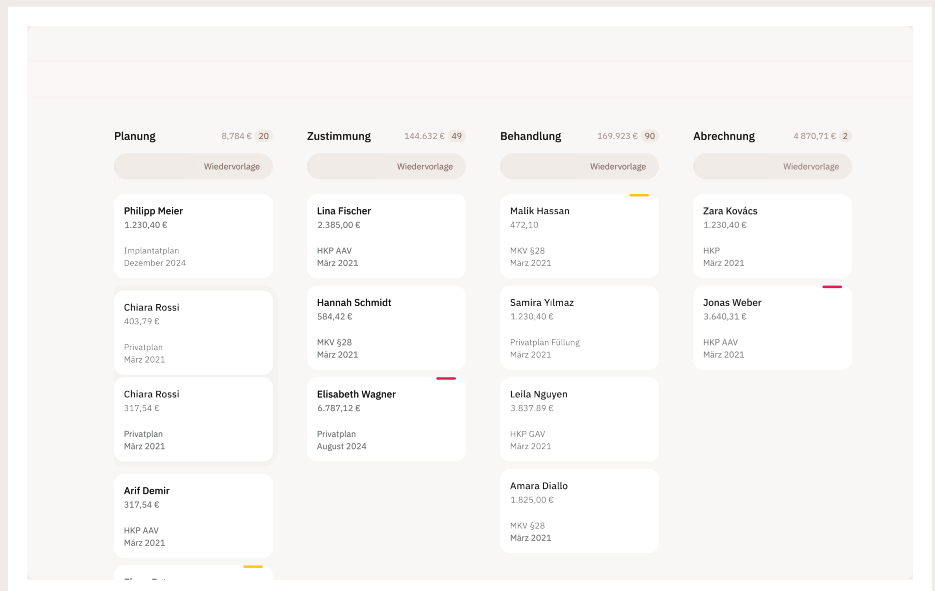 Planung 8,784 € 20
Wiedervorlage
Philipp Meier
1.230,40 €
Implantatplan
Dezember 2024
Chiara Rossi
403,79 €
Privatplan
März 2021
Chiara Rossi
317,54 €
Privatplan
März 2021
Arif Demir
317,54 €
HKP AAV
März 2021
Zustimmung 144.632 € 49
Wiedervorlage
Lina Fischer
2.385,00 €
HKP AAV
März 2021
Hannah Schmidt
584,42 €
MKV §28
März 2021
Elisabeth Wagner
6.787,12 €
Privatplan
August 2024
Behandlung 169.923 € 90
Wiedervorlage
Malik Hassan
472,10
MKV §28
März 2021
Samira Yılmaz
1.230,40 €
Privatplan Füllung
März 2021
Leila Nguyen
3.837.89 €
HKP GAV
März 2021
Amara Diallo
1.825,00 €
MKV §28
März 2021
Abrechnung 4 870,71 € 2
Wiedervorlage
Zara Kovács
1.230,40 €
HKP
März 2021
Jonas Weber
3.640,31 €
HKP AAV
März 2021